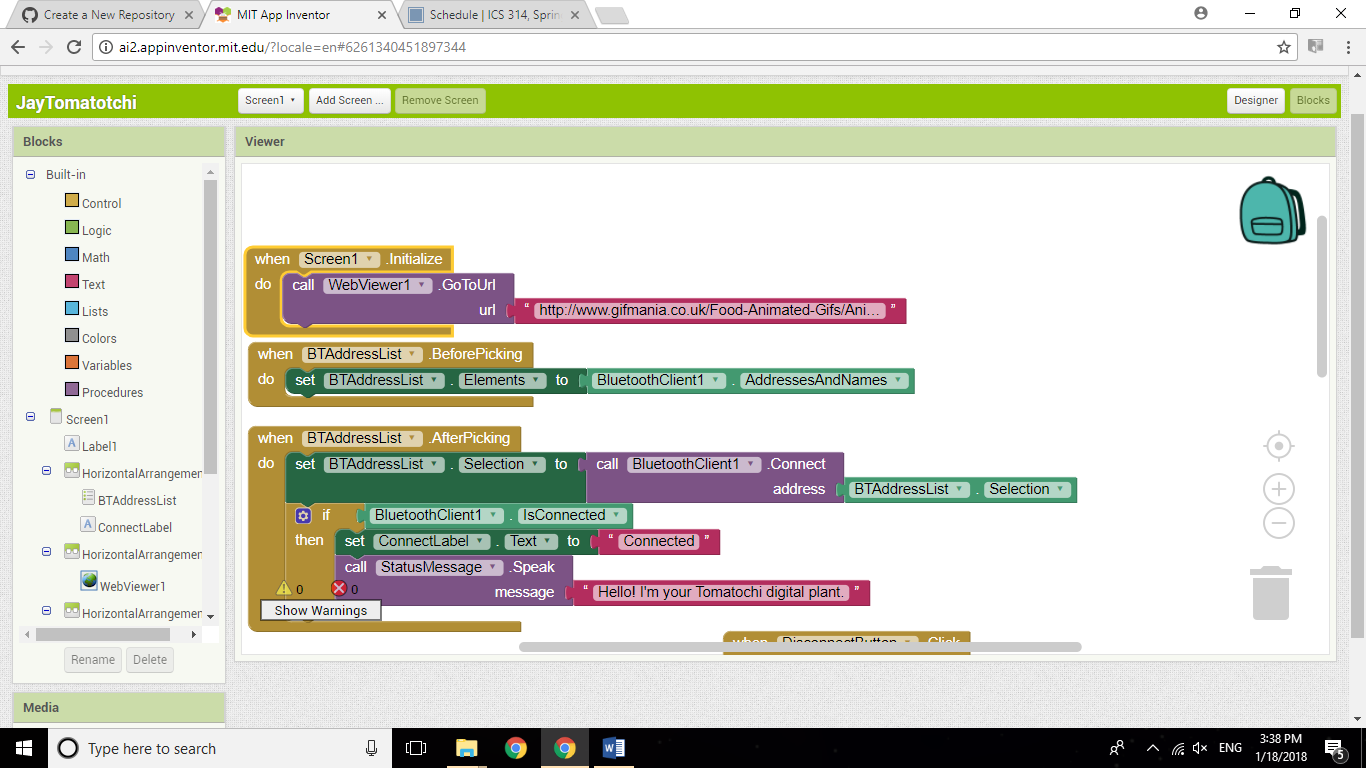 Create a New Repository
MIT App Inventor
Schedule | ICS 314, Sprin
ai2.appinventor.mit.edu/?locale=en#6261340451897344
JayTomatotchi
Screen1
Add Screen ...
Remove Screen
Designer
Blocks
Blocks
Viewer
Built-in
Control
Logic
Math
Text
Lists
Colors
Variables
Procedures
Screen1
Label1
HorizontalArrangemen
BTAddressList
ConnectLabel
HorizontalArrangemen
WebViewer1
HorizontalArrangemen
Rename
Delete
Media
when Screen1 .Initialize
do call WebViewer1 .GoToUrl
url " http://www.gifmania.co.uk/Food-Animated-Gifs/Ani... "
when BTAddressList .BeforePicking
do set BTAddressList . Elements to BluetoothClient1 . AddressesAndNames
when BTAddressList .AfterPicking
do set BTAddressList . Selection to call BluetoothClient1 .Connect
address BTAddressList . Selection
if BluetoothClient1 . IsConnected
then set ConnectLabel . Text to " Connected "
call StatusMessage .Speak
message " Hello! I'm your Tomatochi digital plant. "
0 0
Show Warnings
when DisconnectButton .Click
Type here to search
ENG
3:38 PM
1/18/2018
5